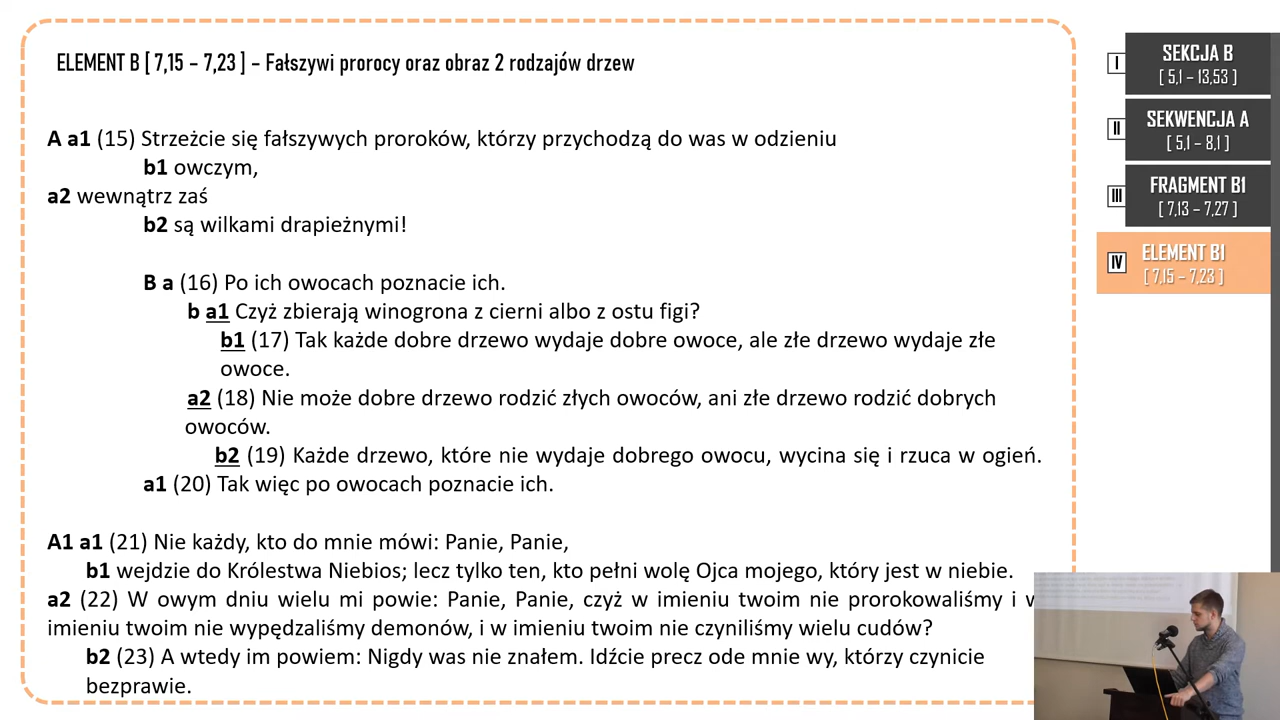 ELEMENT B [ 7,15 – 7,23 ] – Fałszywi prorocy oraz obraz 2 rodzajów drzew
A a1 (15) Strzeżcie się fałszywych proroków, którzy przychodzą do was w odzieniu
b1 owczym,
a2 wewnątrz zaś
b2 są wilkami drapieżnymi!
B a (16) Po ich owocach poznacie ich.
b a1 Czyż zbierają winogrona z cierni albo z ostu figi?
b1 (17) Tak każde dobre drzewo wydaje dobre owoce, ale złe drzewo wydaje złe
owoce.
a2 (18) Nie może dobre drzewo rodzić złych owoców, ani złe drzewo rodzić dobrych
owoców.
b2 (19) Każde drzewo, które nie wydaje dobrego owocu, wycina się i rzuca w ogień.
a1 (20) Tak więc po owocach poznacie ich.
A1 a1 (21) Nie każdy, kto do mnie mówi: Panie, Panie,
b1 wejdzie do Królestwa Niebios; lecz tylko ten, kto pełni wolę Ojca mojego, który jest w niebie.
a2 (22) W owym dniu wielu mi powie: Panie, Panie, czyż w imieniu twoim nie prorokowaliśmy i w
imieniu twoim nie wypędzaliśmy demonów, i w imieniu twoim nie czyniliśmy wielu cudów?
b2 (23) A wtedy im powiem: Nigdy was nie znałem. Idźcie precz ode mnie wy, którzy czynicie
bezprawie.
I
SEKCJA B
[ 5,1 – 13,53 ]
II
SEKWENCJA A
[ 5,1 – 8,1 ]
III
FRAGMENT B1
[ 7,13 – 7,27 ]
IV
ELEMENT B1
[ 7,15 – 7,23 ]